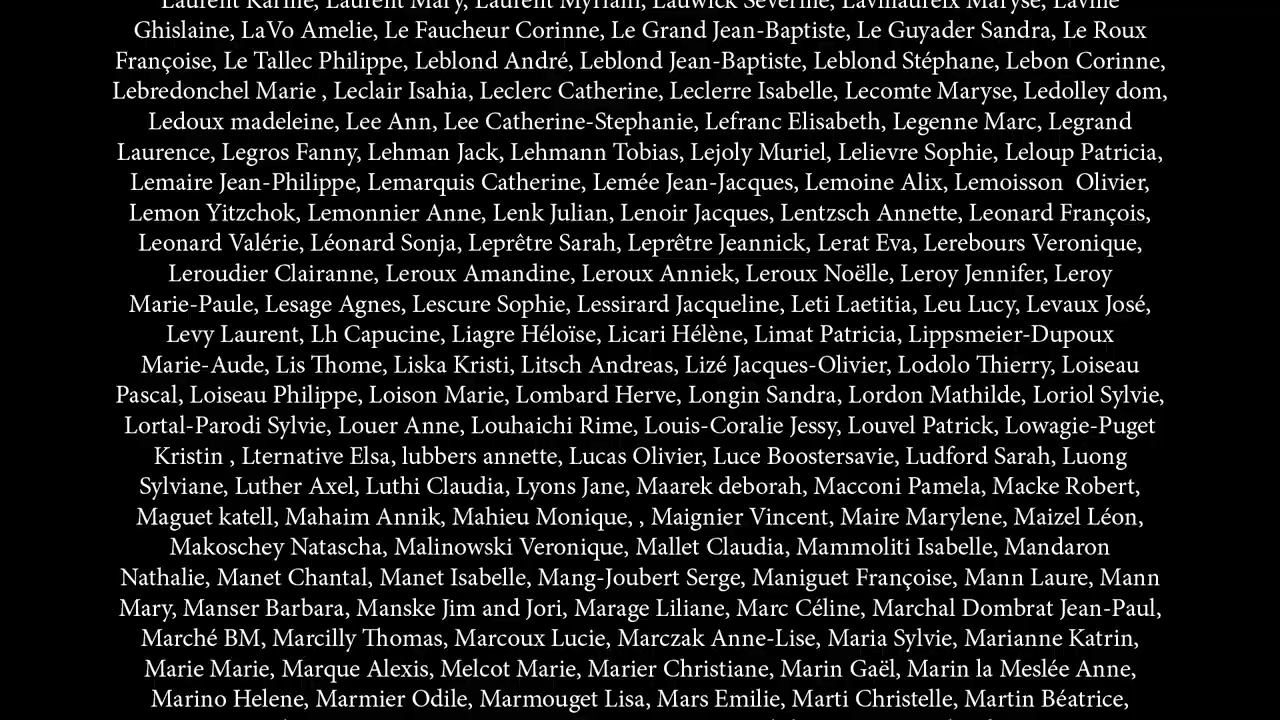 Laurent Karine, Laurent Mary, Laurent Myriam, Lauwick Séverine, Lavillaureix Maryse, Laville
Ghislaine, LaVo Amelie, Le Faucheur Corinne, Le Grand Jean-Baptiste, Le Guyader Sandra, Le Roux
Françoise, Le Tallec Philippe, Leblond André, Leblond Jean-Baptiste, Leblond Stéphane, Lebon Corinne,
Lebredonchel Marie , Leclair Isahia, Leclerc Catherine, Leclerre Isabelle, Lecomte Maryse, Ledolley dom,
Ledoux madeleine, Lee Ann, Lee Catherine-Stephanie, Lefranc Elisabeth, Legenne Marc, Legrand
Laurence, Legros Fanny, Lehman Jack, Lehmann Tobias, Lejoly Muriel, Lelievre Sophie, Leloup Patricia,
Lemaire Jean-Philippe, Lemarquis Catherine, Lemée Jean-Jacques, Lemoine Alix, Lemoisson  Olivier,
Lemon Yitzchok, Lemonnier Anne, Lenk Julian, Lenoir Jacques, Lentzsch Annette, Leonard François,
Leonard Valérie, Léonard Sonja, Leprêtre Sarah, Leprêtre Jeannick, Lerat Eva, Lerebours Veronique,
Leroudier Clairanne, Leroux Amandine, Leroux Anniek, Leroux Noëlle, Leroy Jennifer, Leroy
Marie-Paule, Lesage Agnes, Lescure Sophie, Lessirard Jacqueline, Leti Laetitia, Leu Lucy, Levaux José,
Levy Laurent, Lh Capucine, Liagre Héloïse, Licari Hélène, Limat Patricia, Lippsmeier-Dupoux
Marie-Aude, Lis Thome, Liska Kristi, Litsch Andreas, Lizé Jacques-Olivier, Lodolo Thierry, Loiseau
Pascal, Loiseau Philippe, Loison Marie, Lombard Herve, Longin Sandra, Lordon Mathilde, Loriol Sylvie,
Lortal-Parodi Sylvie, Louer Anne, Louhaichi Rime, Louis-Coralie Jessy, Louvel Patrick, Lowagie-Puget
Kristin , Lternative Elsa, lubbers annette, Lucas Olivier, Luce Boostersavie, Ludford Sarah, Luong
Sylviane, Luther Axel, Luthi Claudia, Lyons Jane, Maarek deborah, Macconi Pamela, Macke Robert,
Maguet katell, Mahaim Annik, Mahieu Monique, , Maignier Vincent, Maire Marylene, Maizel Léon,
Makoschey Natascha, Malinowski Veronique, Mallet Claudia, Mammoliti Isabelle, Mandaron
Nathalie, Manet Chantal, Manet Isabelle, Mang-Joubert Serge, Maniguet Françoise, Mann Laure, Mann
Mary, Manser Barbara, Manske Jim and Jori, Marage Liliane, Marc Céline, Marchal Dombrat Jean-Paul,
Marché BM, Marcilly Thomas, Marcoux Lucie, Marczak Anne-Lise, Maria Sylvie, Marianne Katrin,
Marie Marie, Marque Alexis, Melcot Marie, Marier Christiane, Marin Gaël, Marin la Meslée Anne,
Marino Helene, Marmier Odile, Marmouget Lisa, Mars Emilie, Marti Christelle, Martin Béatrice,